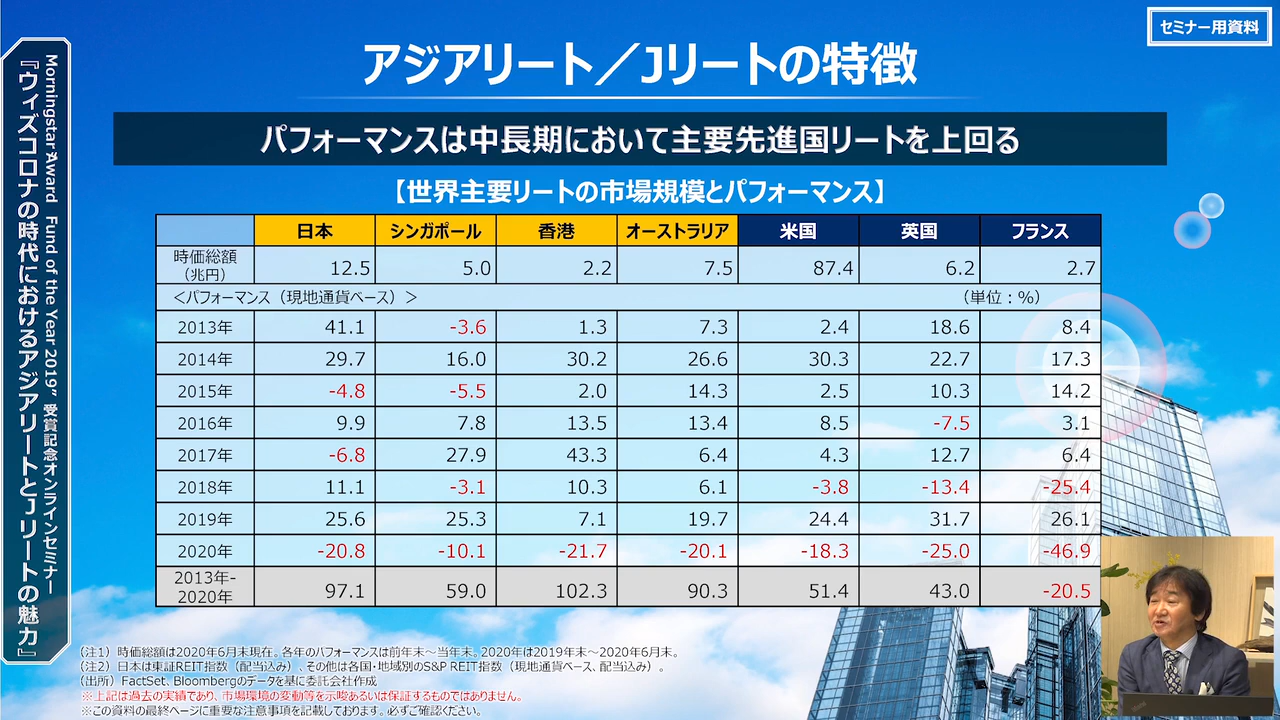 セミナー用資料
Morningstar Award "Fund of the Year 2019" 受賞記念オンラインセミナー
『ウィズコロナの時代におけるアジアリートとJリートの魅力』
アジアリート／Jリートの特徴
パフォーマンスは中長期において主要先進国リートを上回る
【世界主要リートの市場規模とパフォーマンス】
日本 シンガポール 香港 オーストラリア 米国 英国 フランス
時価総額
（兆円） 12.5 5.0 2.2 7.5 87.4 6.2 2.7
＜パフォーマンス（現地通貨ベース）＞ （単位：％）
2013年 41.1 -3.6 1.3 7.3 2.4 18.6 8.4
2014年 29.7 16.0 30.2 26.6 30.3 22.7 17.3
2015年 -4.8 -5.5 2.0 14.3 2.5 10.3 14.2
2016年 9.9 7.8 13.5 13.4 8.5 -7.5 3.1
2017年 -6.8 27.9 43.3 6.4 4.3 12.7 6.4
2018年 11.1 -3.1 10.3 6.1 -3.8 -13.4 -25.4
2019年 25.6 25.3 7.1 19.7 24.4 31.7 26.1
2020年 -20.8 -10.1 -21.7 -20.1 -18.3 -25.0 -46.9
2013年-
2020年 97.1 59.0 102.3 90.3 51.4 43.0 -20.5
（注1）時価総額は2020年6月末現在。各年のパフォーマンスは前年末～当年末。2020年は2019年末～2020年6月末。
（注2）日本は東証REIT指数（配当込み）、その他は各国・地域別のS&P REIT指数（現地通貨ベース、配当込み）。
（出所）FactSet、Bloombergのデータを基に委託会社作成
※上記は過去の実績であり、市場環境の変動等を示唆あるいは保証するものではありません。
※この資料の最終ページに重要な注意事項を記載しております。必ずご確認ください。